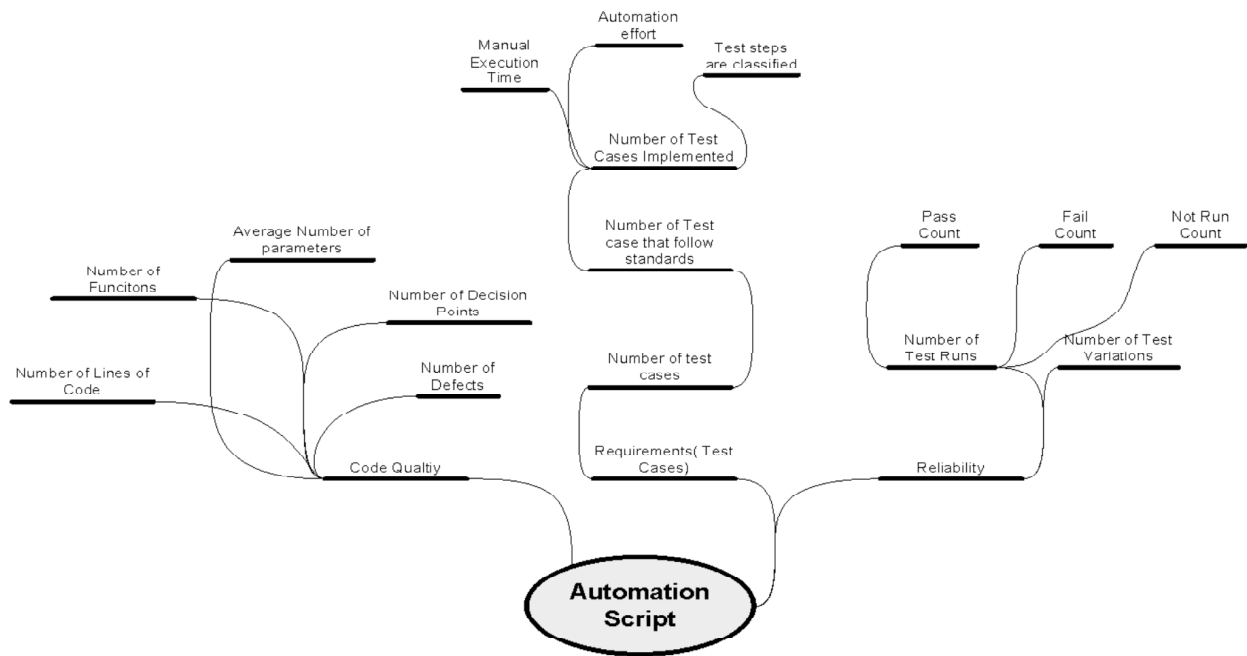 Automation
effort
Manual
Execution
Time
Test steps
are classified
Number of Test
Cases Implemented
Number of Test
case that follow
standards
Pass
Count
Fail
Count
Not Run
Count
Average Number of
parameters
Number of
Funcitons
Number of Decision
Points
Number of
Test Runs
Number of Test
Variations
Number of test
cases
Number of Lines of
Code
Number of
Defects
Code Qualtiy
Requirements( Test
Cases)
Reliability
Automation
Script